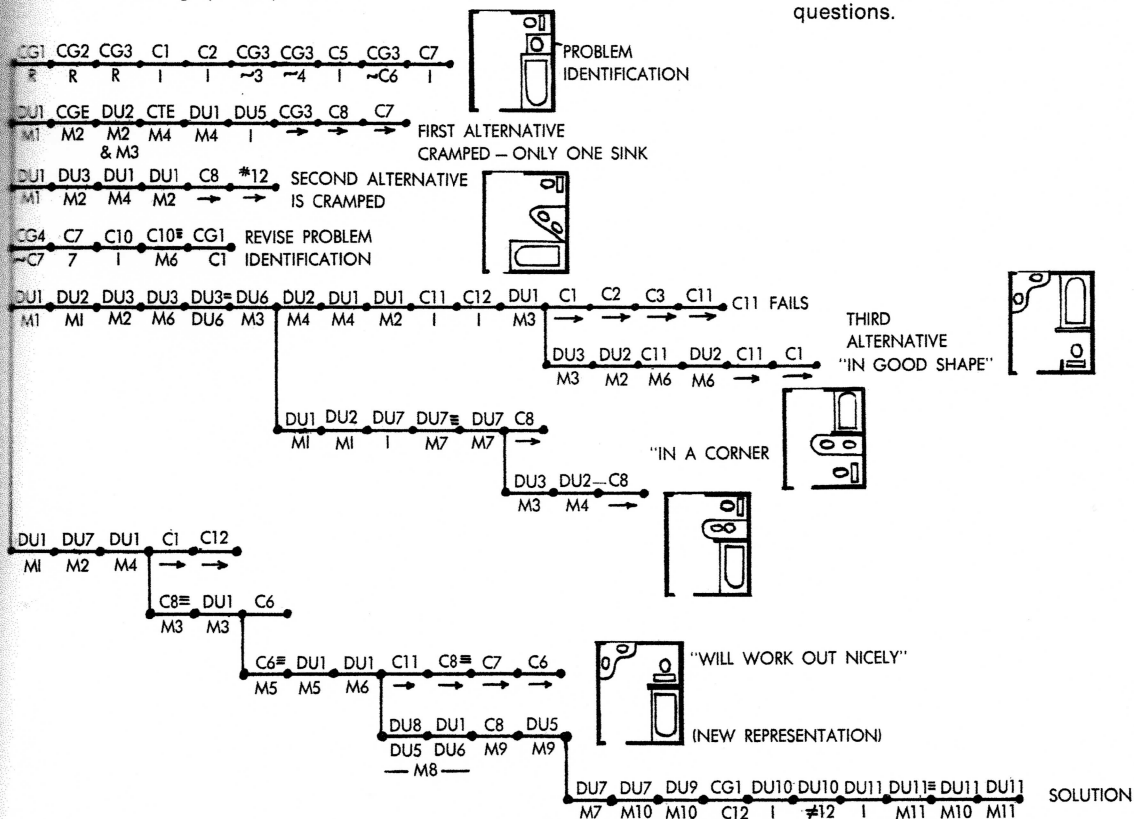 questions.
CG1 CG2 CG3 C1 C2 CG3 CG3 C5 CG3 C7
R R R I I ~3 ~4 I ~C6 I
PROBLEM
IDENTIFICATION
DU1 CGE DU2 CTE DU1 DU5 CG3 C8 C7
M1 M2 M2 M4 M4 I → → →
& M3
FIRST ALTERNATIVE
CRAMPED – ONLY ONE SINK
DU1 DU3 DU1 DU1 C8 *12
M1 M2 M4 M2 → →
SECOND ALTERNATIVE
IS CRAMPED
CG4 C7 C10 C10≡ CG1
~C7 7 I M6 C1
REVISE PROBLEM
IDENTIFICATION
DU1 DU2 DU3 DU3 DU3= DU6 DU2 DU1 DU1 C11 C12 DU1 C1 C2 C3 C11
M1 MI M2 M6 DU6 M3 M4 M4 M2 I I M3 → → → →
C11 FAILS
THIRD
ALTERNATIVE
"IN GOOD SHAPE"
DU3 DU2 C11 DU2 C11 C1
M3 M2 M6 M6 → →
DU1 DU2 DU7 DU7≡ DU7 C8
MI MI I M7 M7 →
"IN A CORNER
DU3 DU2–C8
M3 M4 →
DU1 DU7 DU1 C1 C12
MI M2 M4 → →
C8≡ DU1 C6
M3 M3
C6≡ DU1 DU1 C11 C8≡ C7 C6
M5 M5 M6 → → → →
"WILL WORK OUT NICELY"
DU8 DU1 C8 DU5
DU5 DU6 M9 M9
— M8 —
(NEW REPRESENTATION)
DU7 DU7 DU9 CG1 DU10 DU10 DU11 DU11≡ DU11 DU11
M7 M10 M10 C12 I ≠12 I M11 M10 M11
SOLUTION